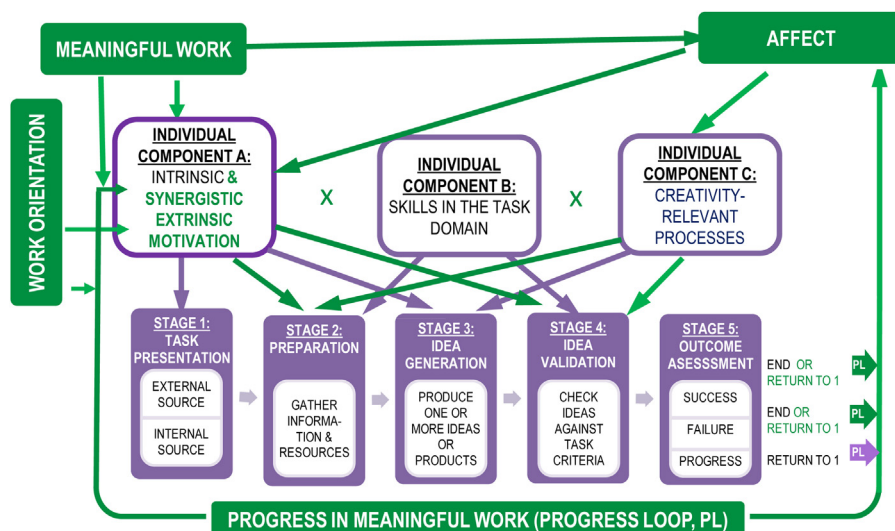 MEANINGFUL WORK
AFFECT
WORK ORIENTATION
INDIVIDUAL
COMPONENT A:
INTRINSIC &
SYNERGISTIC
EXTRINSIC
MOTIVATION
X
INDIVIDUAL
COMPONENT B:
SKILLS IN THE TASK
DOMAIN
X
INDIVIDUAL
COMPONENT C:
CREATIVITY-
RELEVANT
PROCESSES
STAGE 1:
TASK
PRESENTATION
EXTERNAL
SOURCE
INTERNAL
SOURCE
STAGE 2:
PREPARATION
GATHER
INFORMA-
TION &
RESOURCES
STAGE 3:
IDEA
GENERATION
PRODUCE
ONE OR
MORE IDEAS
OR
PRODUCTS
STAGE 4:
IDEA
VALIDATION
CHECK
IDEAS
AGAINST
TASK
CRITERIA
STAGE 5:
OUTCOME
ASESSSMENT
SUCCESS
FAILURE
PROGRESS
END OR
RETURN TO 1
PL
END OR
RETURN TO 1
PL
RETURN TO 1
PL
PROGRESS IN MEANINGFUL WORK (PROGRESS LOOP, PL)